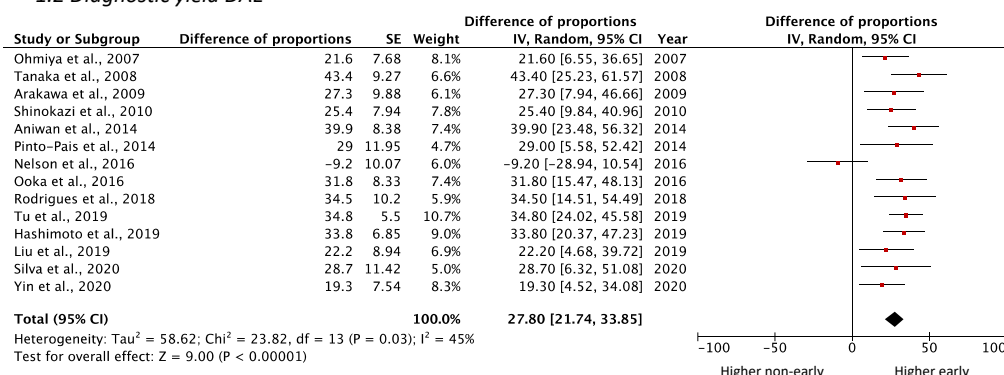 1.2 Diagnostic yield DAE
Difference of proportions Difference of proportions
Study or Subgroup Difference of proportions SE Weight IV, Random, 95% CI Year IV, Random, 95% CI
Ohmiya et al., 2007 21.6 7.68 8.1% 21.60 [6.55, 36.65] 2007
Tanaka et al., 2008 43.4 9.27 6.6% 43.40 [25.23, 61.57] 2008
Arakawa et al., 2009 27.3 9.88 6.1% 27.30 [7.94, 46.66] 2009
Shinokazi et al., 2010 25.4 7.94 7.8% 25.40 [9.84, 40.96] 2010
Aniwan et al., 2014 39.9 8.38 7.4% 39.90 [23.48, 56.32] 2014
Pinto-Pais et al., 2014 29 11.95 4.7% 29.00 [5.58, 52.42] 2014
Nelson et al., 2016 -9.2 10.07 6.0% -9.20 [-28.94, 10.54] 2016
Ooka et al., 2016 31.8 8.33 7.4% 31.80 [15.47, 48.13] 2016
Rodrigues et al., 2018 34.5 10.2 5.9% 34.50 [14.51, 54.49] 2018
Tu et al., 2019 34.8 5.5 10.7% 34.80 [24.02, 45.58] 2019
Hashimoto et al., 2019 33.8 6.85 9.0% 33.80 [20.37, 47.23] 2019
Liu et al., 2019 22.2 8.94 6.9% 22.20 [4.68, 39.72] 2019
Silva et al., 2020 28.7 11.42 5.0% 28.70 [6.32, 51.08] 2020
Yin et al., 2020 19.3 7.54 8.3% 19.30 [4.52, 34.08] 2020
Total (95% CI) 100.0% 27.80 [21.74, 33.85]
Heterogeneity: Tau² = 58.62; Chi² = 23.82, df = 13 (P = 0.03); I² = 45%
Test for overall effect: Z = 9.00 (P < 0.00001)
-100 -50 0 50 100
Higher non-early Higher early